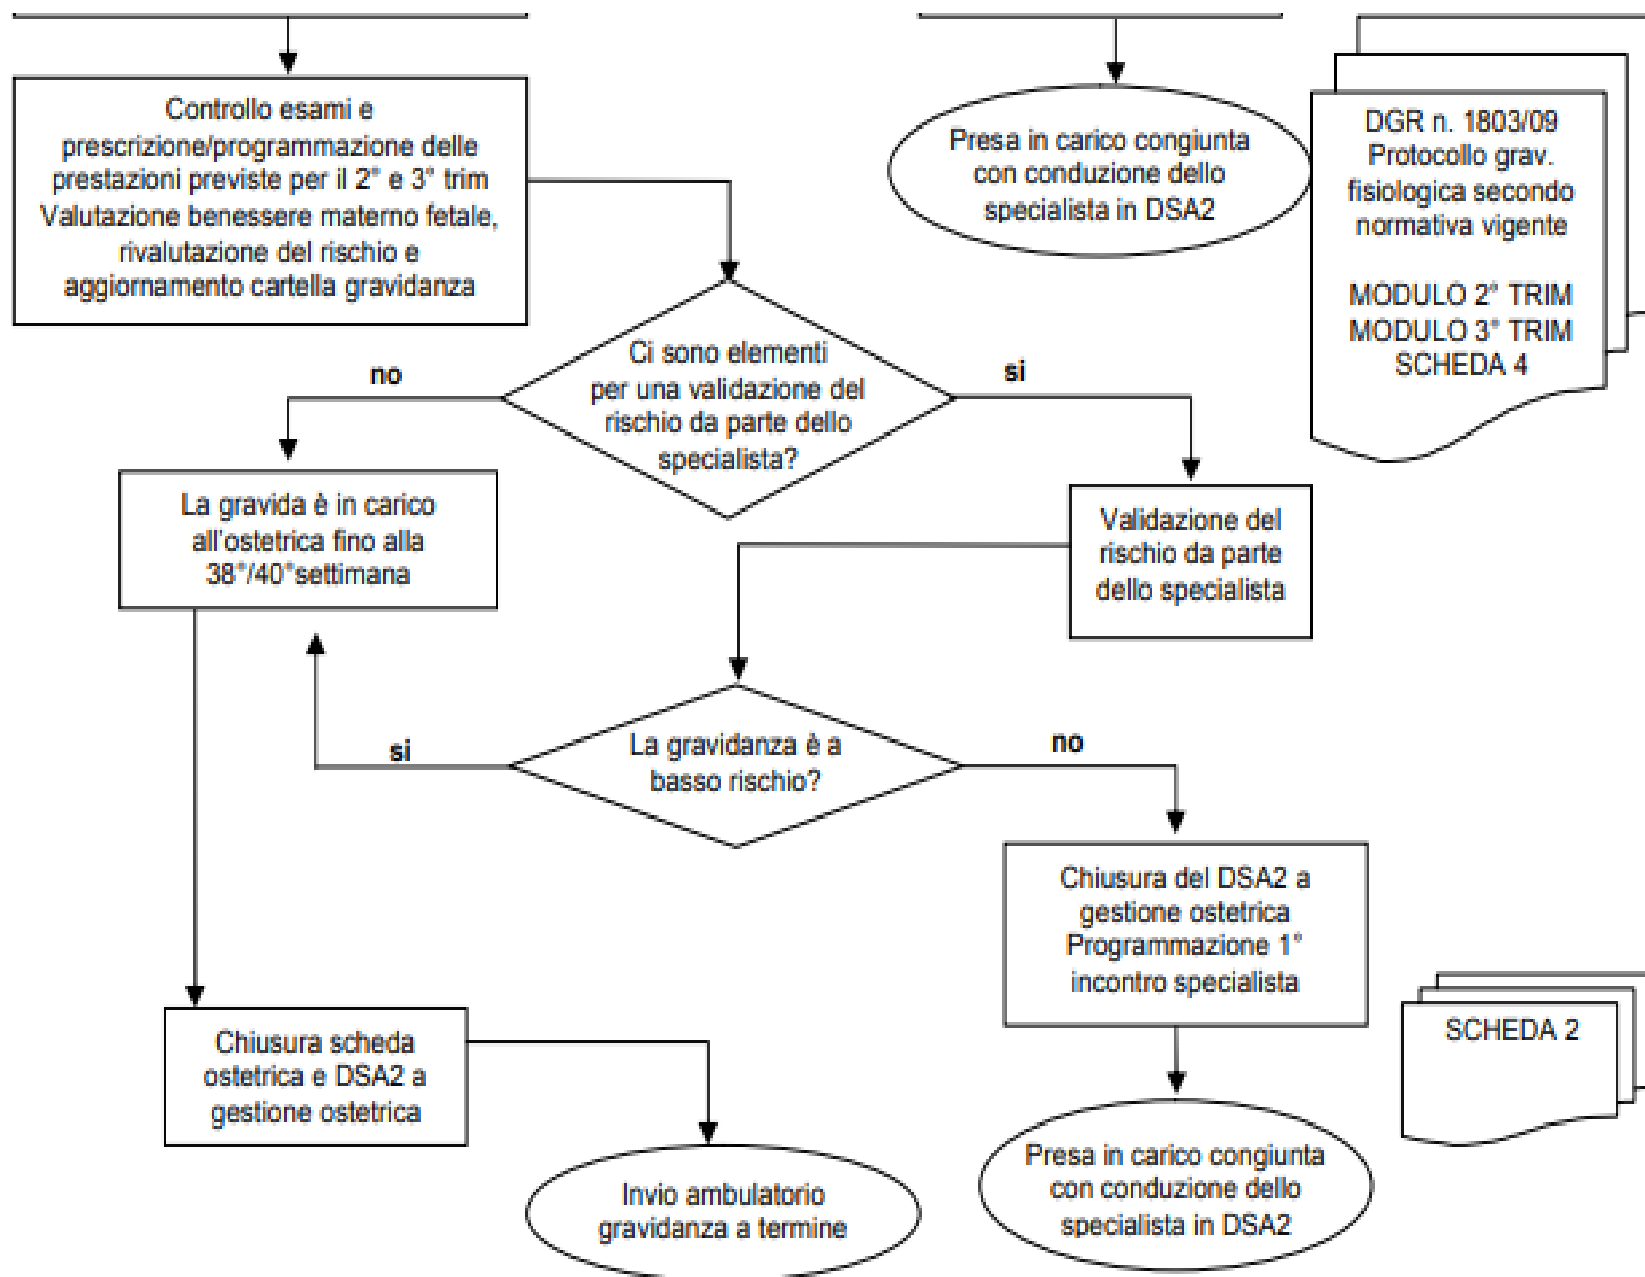 Controllo esami e
prescrizione/programmazione delle
prestazioni previste per il 2° e 3° trim
Valutazione benessere materno fetale,
rivalutazione del rischio e
aggiornamento cartella gravidanza
Presa in carico congiunta
con conduzione dello
specialista in DSA2
DGR n. 1803/09
Protocollo grav.
fisiologica secondo
normativa vigente
MODULO 2° TRIM
MODULO 3° TRIM
SCHEDA 4
Ci sono elementi
per una validazione del
rischio da parte dello
specialista?
no
si
La gravida è in carico
all'ostetrica fino alla
38°/40°settimana
Validazione del
rischio da parte
dello specialista
La gravidanza è a
basso rischio?
si
no
Chiusura del DSA2 a
gestione ostetrica
Programmazione 1°
incontro specialista
SCHEDA 2
Chiusura scheda
ostetrica e DSA2 a
gestione ostetrica
Invio ambulatorio
gravidanza a termine
Presa in carico congiunta
con conduzione dello
specialista in DSA2